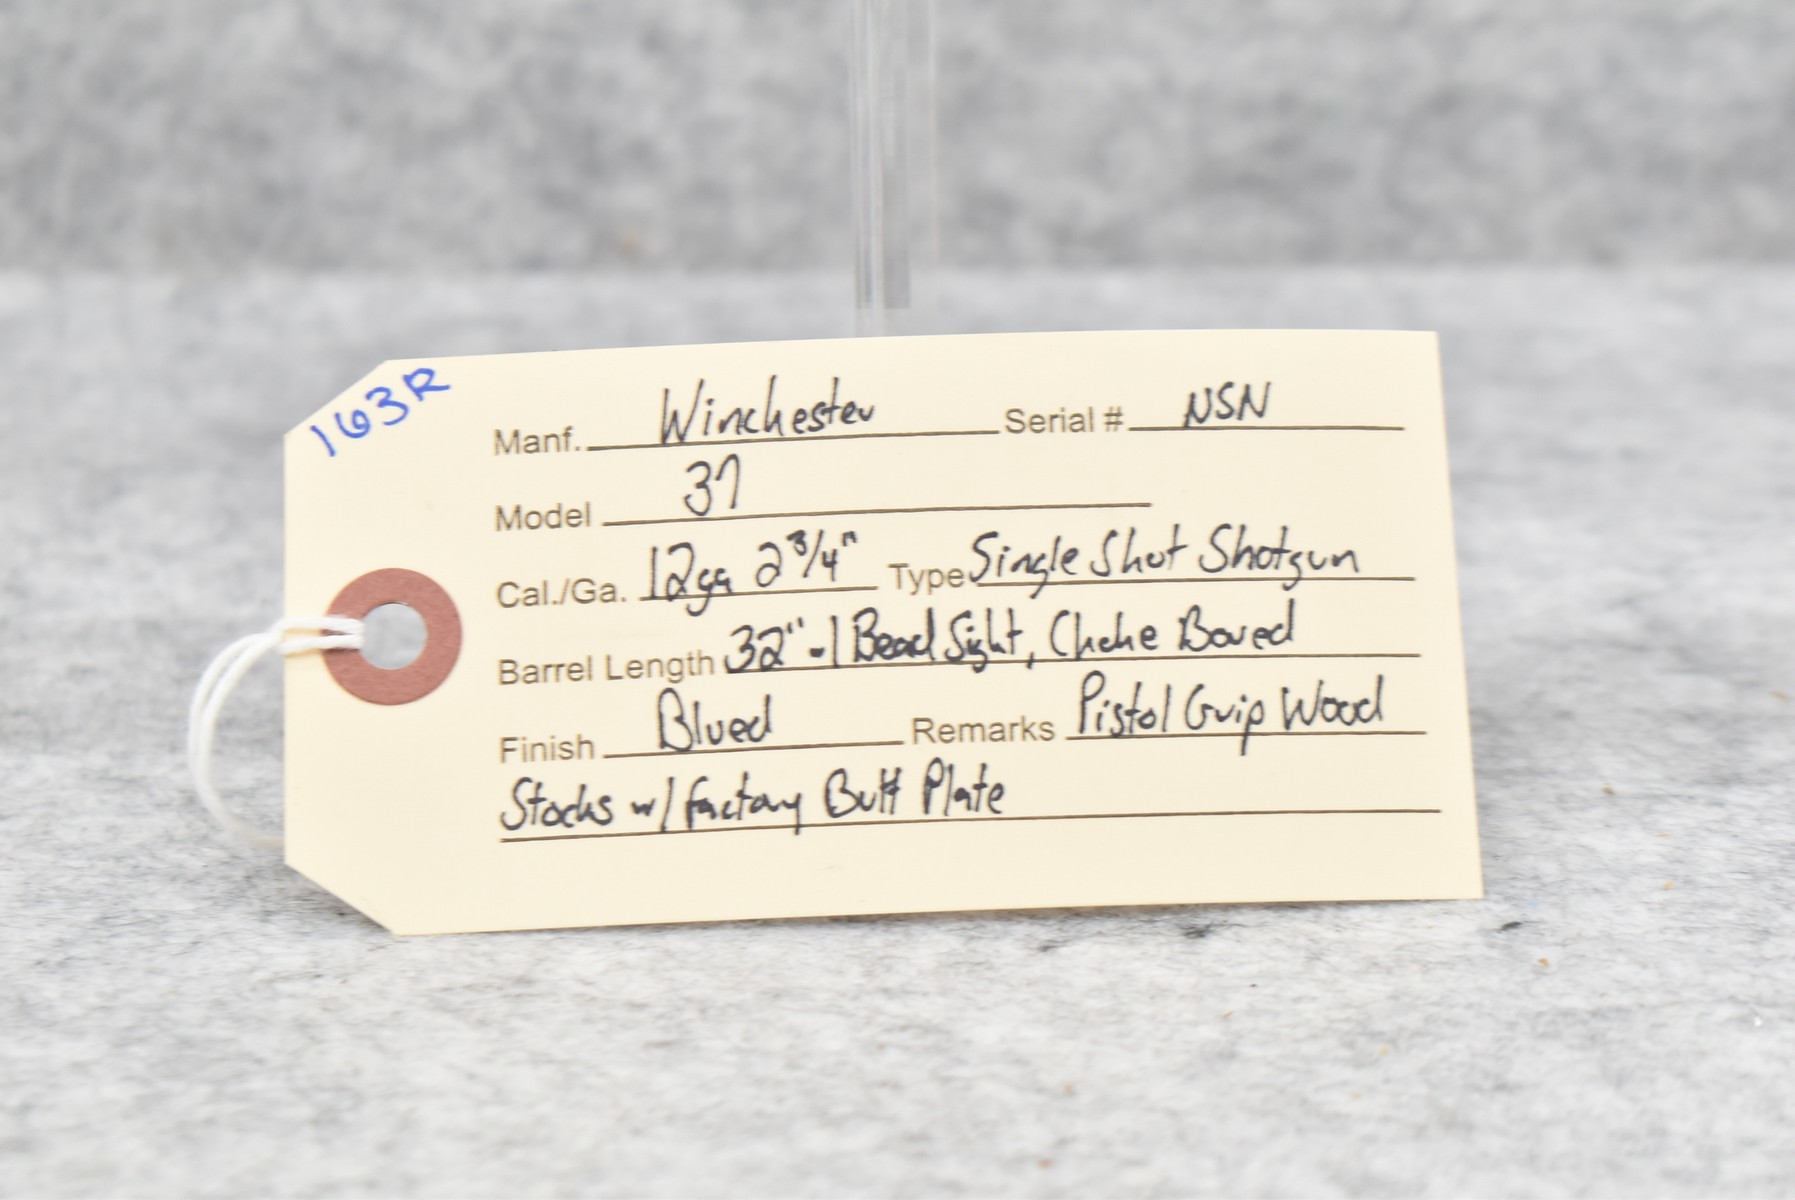 163R
Manf. Winchester Serial # NSN
Model 37
Cal./Ga. 12ga 2 3/4" Type Single Shot Shotgun
Barrel Length 32" - 1 Bead Sight, Choke Bored
Finish Blued Remarks Pistol Grip Wood
Stocks w/ factory Butt Plate